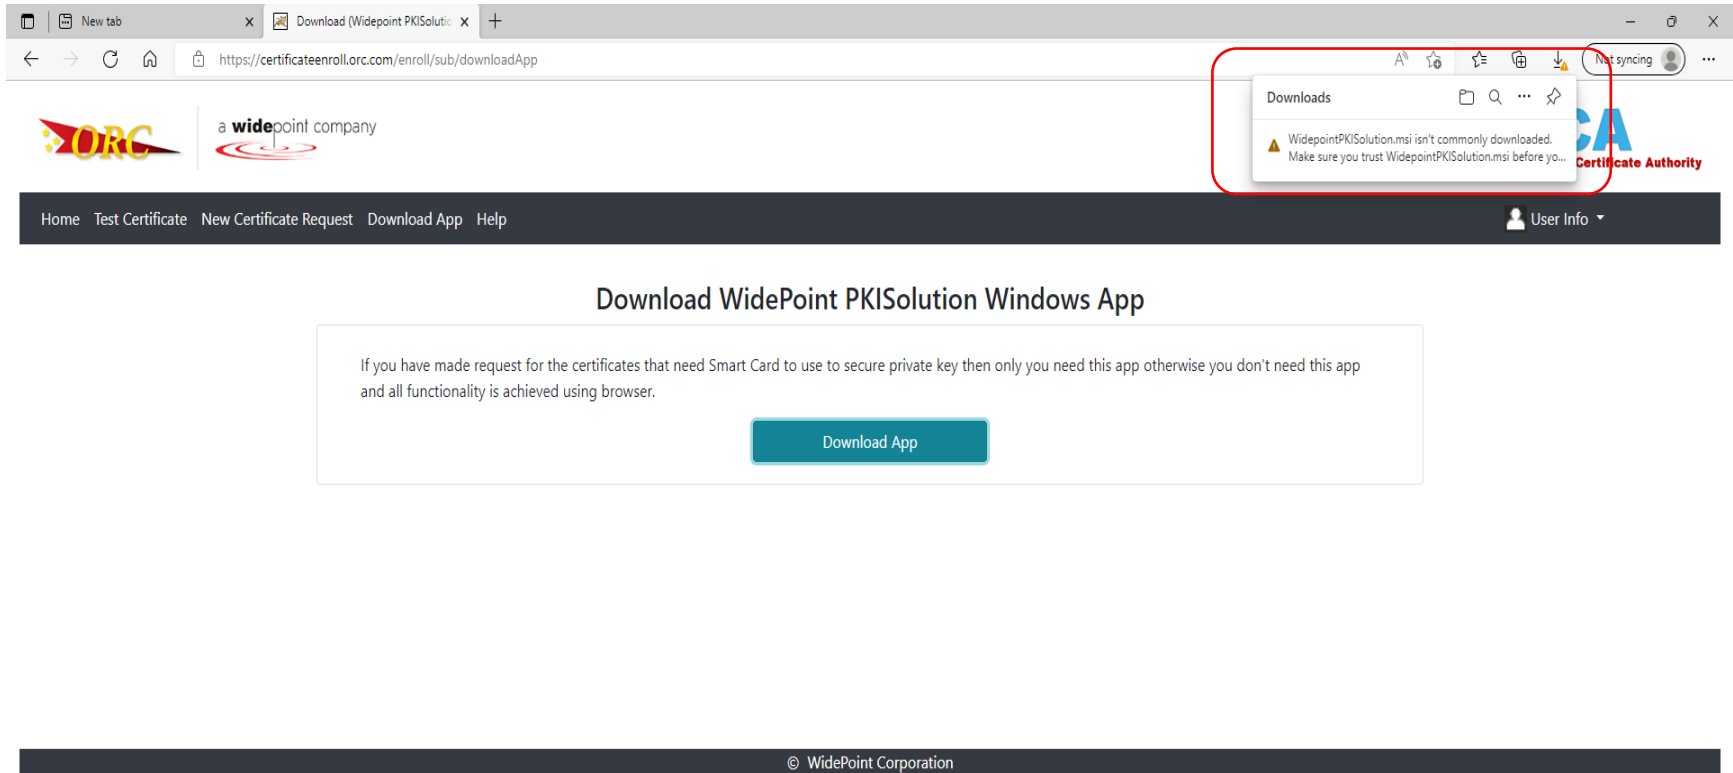 New tab
Download (Widepoint PKISolutio
https://certificateenroll.orc.com/enroll/sub/downloadApp
Not syncing
Downloads
WidepointPKISolution.msi isn't commonly downloaded.
Make sure you trust WidepointPKISolution.msi before yo...
ORC
a widepoint company
CA
Certificate Authority
Home Test Certificate New Certificate Request Download App Help
User Info
Download WidePoint PKISolution Windows App
If you have made request for the certificates that need Smart Card to use to secure private key then only you need this app otherwise you don't need this app
and all functionality is achieved using browser.
Download App
© WidePoint Corporation